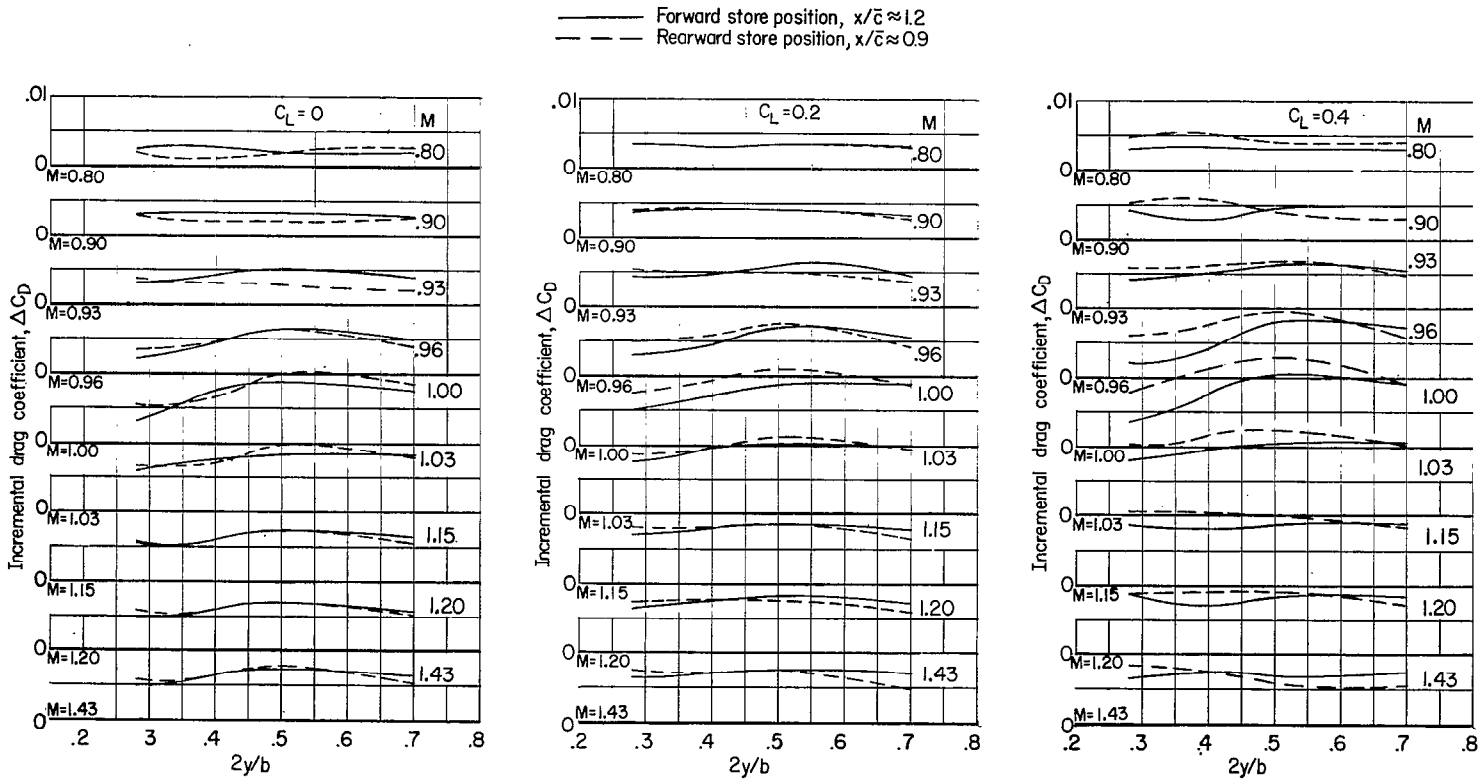 Forward store position, x/c̄ ≈ 1.2
Rearward store position, x/c̄ ≈ 0.9
Incremental drag coefficient, ΔC_D
.01
C_L = 0
M
.80
0
M=0.80
.90
0
M=0.90
.93
0
M=0.93
.96
0
M=0.96
1.00
0
M=1.00
1.03
0
M=1.03
1.15
0
M=1.15
1.20
0
M=1.20
1.43
0
M=1.43
.2 .3 .4 .5 .6 .7 .8
2y/b
Incremental drag coefficient, ΔC_D
.01
C_L = 0.2
M
.80
0
M=0.80
.90
0
M=0.90
.93
0
M=0.93
.96
0
M=0.96
1.00
0
M=1.00
1.03
0
M=1.03
1.15
0
M=1.15
1.20
0
M=1.20
1.43
0
M=1.43
.2 .3 .4 .5 .6 .7 .8
2y/b
Incremental drag coefficient, ΔC_D
.01
C_L = 0.4
M
.80
0
M=0.80
.90
0
M=0.90
.93
0
M=0.93
.96
0
M=0.96
1.00
0
M=1.00
1.03
0
M=1.03
1.15
0
M=1.15
1.20
0
M=1.20
1.43
0
M=1.43
.2 .3 .4 .5 .6 .7 .8
2y/b